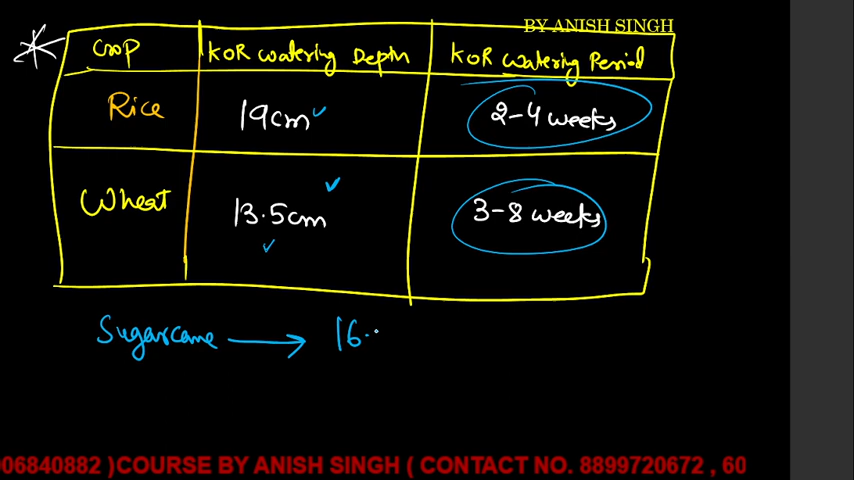 BY ANISH SINGH
Crop KOR watering Depth KOR watering Period
Rice 19cm 2-4 weeks
Wheat 13.5cm 3-8 weeks
Sugarcane → 16.
006840882 )COURSE BY ANISH SINGH ( CONTACT NO. 8899720672 , 60